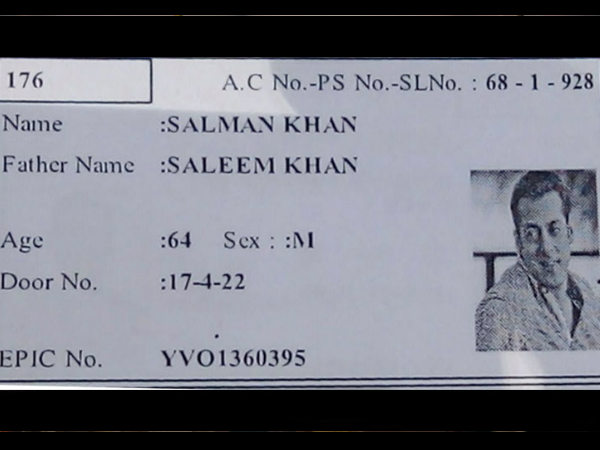 176 A.C No.-PS No.-SLNo. : 68 - 1 - 928
Name :SALMAN KHAN
Father Name :SALEEM KHAN
Age :64 Sex : :M
Door No. :17-4-22
EPIC No. YVO1360395